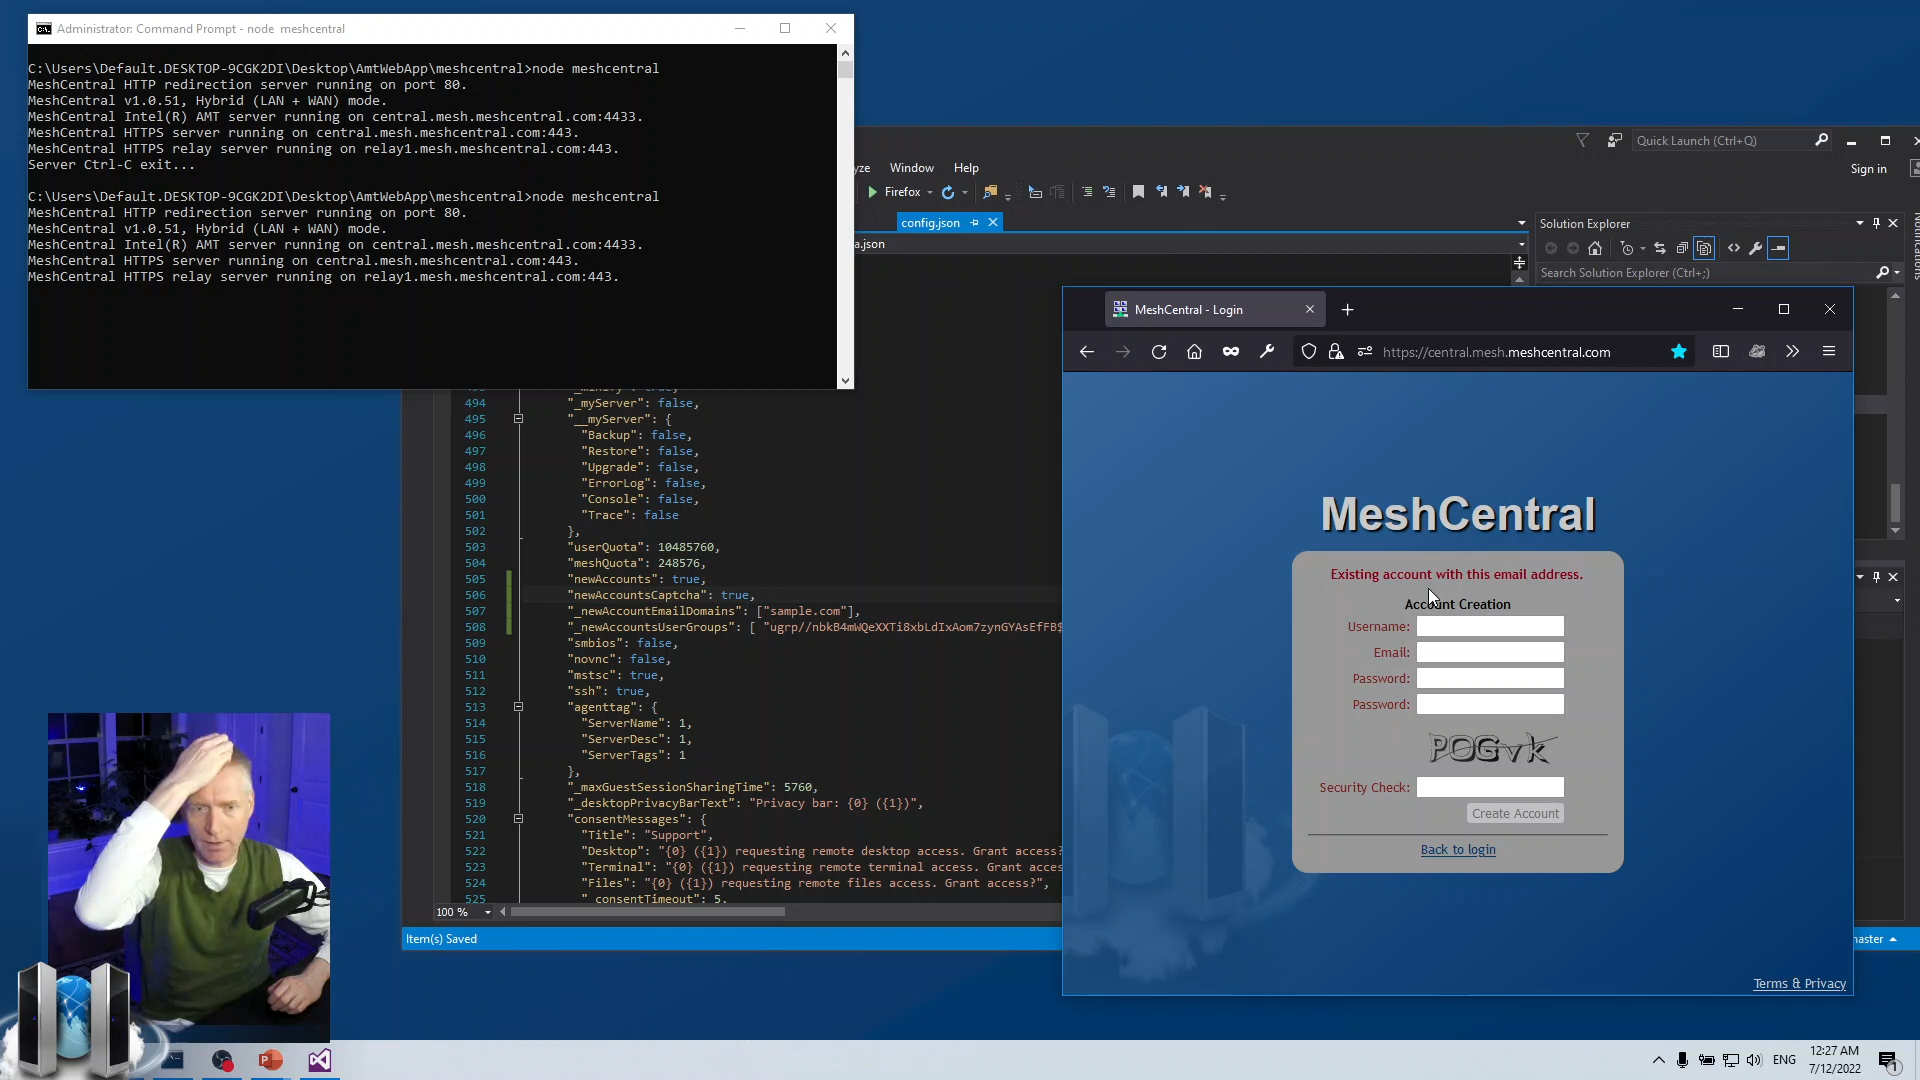 Administrator: Command Prompt - node  meshcentral
C:\Users\Default.DESKTOP-9CGK2DI\Desktop\AmtWebApp\meshcentral>node meshcentral
MeshCentral HTTP redirection server running on port 80.
MeshCentral v1.0.51, Hybrid (LAN + WAN) mode.
MeshCentral Intel(R) AMT server running on central.mesh.meshcentral.com:4433.
MeshCentral HTTPS server running on central.mesh.meshcentral.com:443.
MeshCentral HTTPS relay server running on relay1.mesh.meshcentral.com:443.
Server Ctrl-C exit...
C:\Users\Default.DESKTOP-9CGK2DI\Desktop\AmtWebApp\meshcentral>node meshcentral
MeshCentral HTTP redirection server running on port 80.
MeshCentral v1.0.51, Hybrid (LAN + WAN) mode.
MeshCentral Intel(R) AMT server running on central.mesh.meshcentral.com:4433.
MeshCentral HTTPS server running on central.mesh.meshcentral.com:443.
MeshCentral HTTPS relay server running on relay1.mesh.meshcentral.com:443.
Quick Launch (Ctrl+Q)
yze Window Help
Sign in
Firefox
config.json
a.json
Solution Explorer
Search Solution Explorer (Ctrl+;)
Notifications
494 "_myServer": false,
495 "__myServer": {
496 "Backup": false,
497 "Restore": false,
498 "Upgrade": false,
499 "ErrorLog": false,
500 "Console": false,
501 "Trace": false
502 },
503 "userQuota": 10485760,
504 "meshQuota": 248576,
505 "newAccounts": true,
506 "newAccountsCaptcha": true,
507 "_newAccountEmailDomains": ["sample.com"],
508 "_newAccountsUserGroups": [ "ugrp//nbkB4mWQeXXTi8xbLdIxAom7zynGYAsEfFB$
509 "smbios": false,
510 "novnc": false,
511 "mstsc": true,
512 "ssh": true,
513 "agenttag": {
514 "ServerName": 1,
515 "ServerDesc": 1,
516 "ServerTags": 1
517 },
518 "_maxGuestSessionSharingTime": 5760,
519 "_desktopPrivacyBarText": "Privacy bar: {0} ({1})",
520 "consentMessages": {
521 "Title": "Support",
522 "Desktop": "{0} ({1}) requesting remote desktop access. Grant access?
523 "Terminal": "{0} ({1}) requesting remote terminal access. Grant access?
524 "Files": "{0} ({1}) requesting remote files access. Grant access?",
525 "_consentTimeout": 5,
100 %
Item(s) Saved
master
MeshCentral - Login
https://central.mesh.meshcentral.com
MeshCentral
Existing account with this email address.
Account Creation
Username:
Email:
Password:
Password:
POGvk
Security Check:
Create Account
Back to login
Terms & Privacy
ENG
12:27 AM
7/12/2022
1